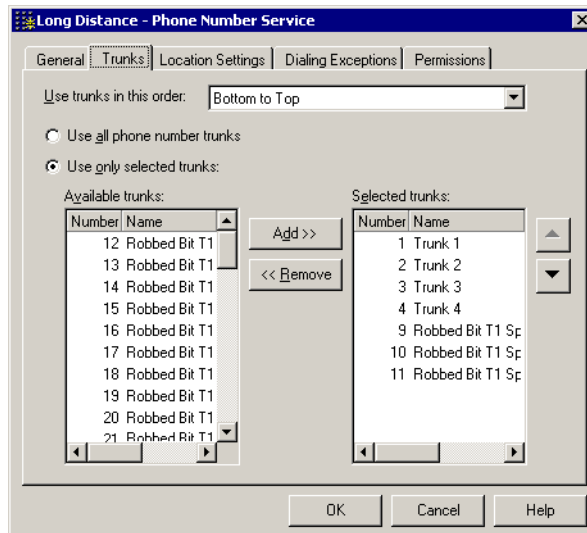 Long Distance - Phone Number Service
General Trunks Location Settings Dialing Exceptions Permissions
Use trunks in this order: Bottom to Top
Use all phone number trunks
Use only selected trunks:
Available trunks: Selected trunks:
Number Name Number Name
12 Robbed Bit T1 1 Trunk 1
13 Robbed Bit T1 2 Trunk 2
14 Robbed Bit T1 3 Trunk 3
15 Robbed Bit T1 4 Trunk 4
16 Robbed Bit T1 9 Robbed Bit T1 Sp
17 Robbed Bit T1 10 Robbed Bit T1 Sp
18 Robbed Bit T1 11 Robbed Bit T1 Sp
19 Robbed Bit T1
20 Robbed Bit T1
21 Robbed Bit T1
Add >>
<< Remove
OK Cancel Help